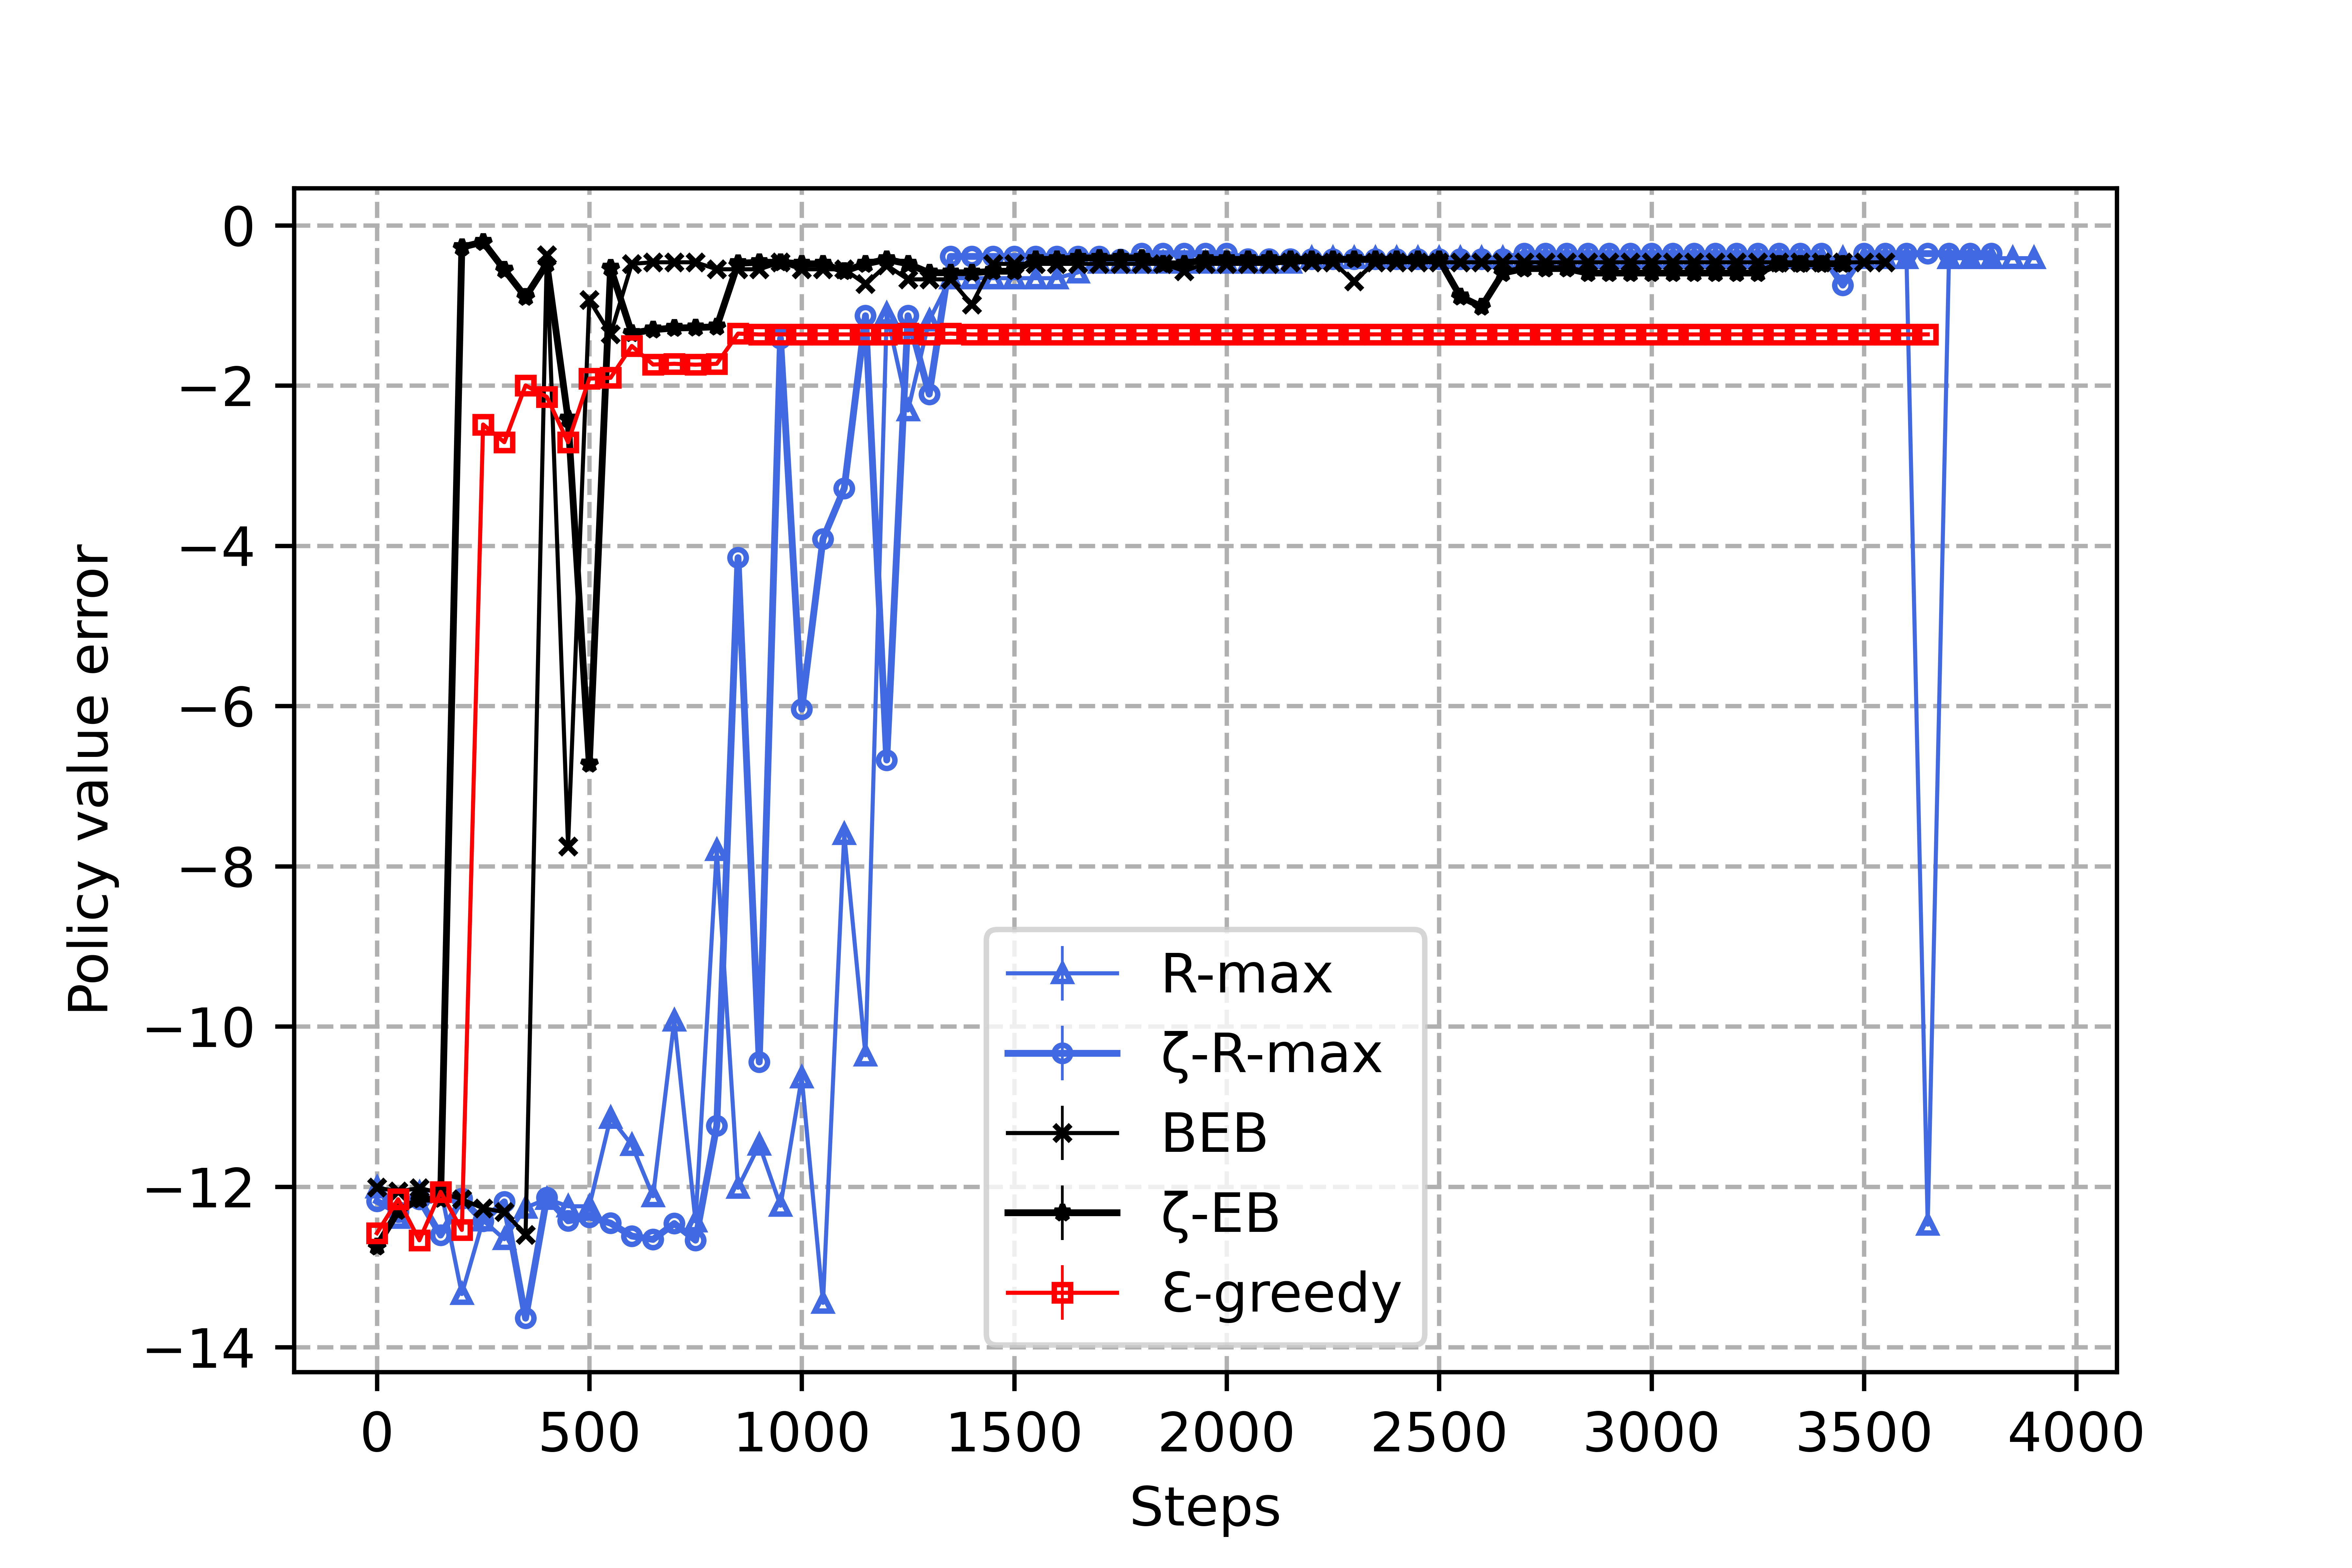 Policy value error
0
−2
−4
−6
−8
−10
−12
−14
R-max
ζ-R-max
BEB
ζ-EB
Ɛ-greedy
0 500 1000 1500 2000 2500 3000 3500 4000
Steps